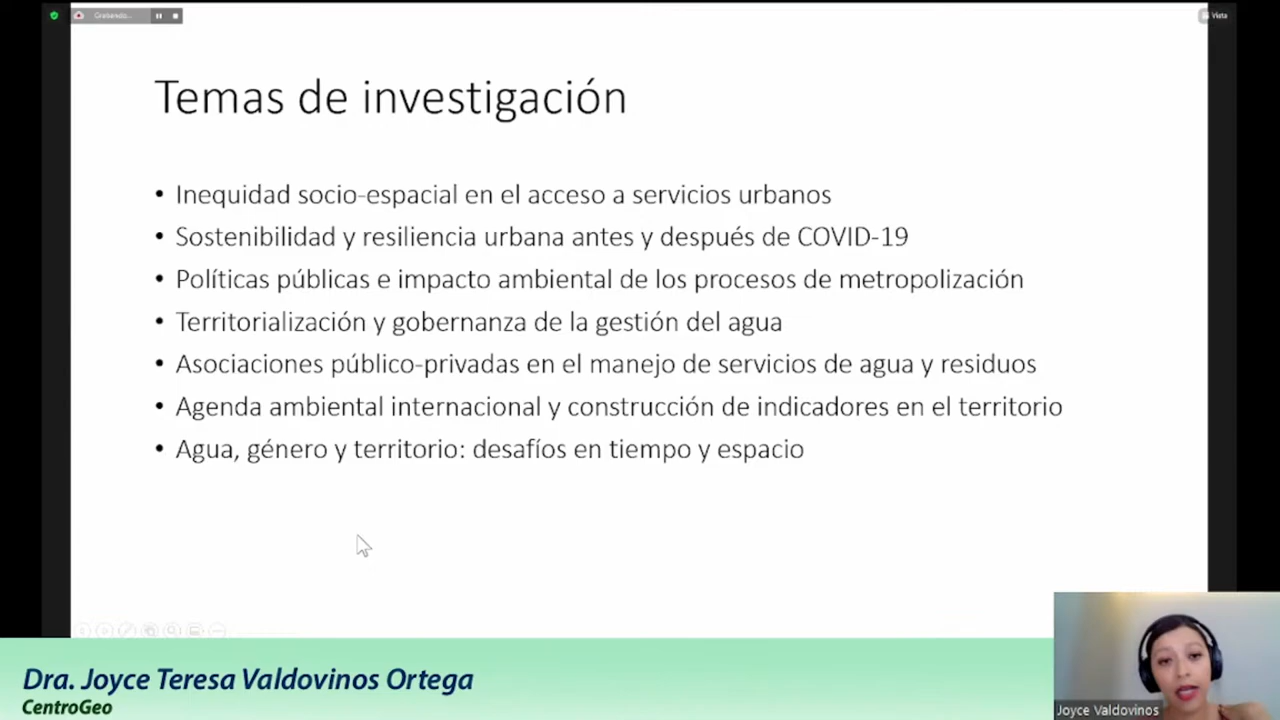 Grabando...
Vista
Temas de investigación
• Inequidad socio-espacial en el acceso a servicios urbanos
• Sostenibilidad y resiliencia urbana antes y después de COVID-19
• Políticas públicas e impacto ambiental de los procesos de metropolización
• Territorialización y gobernanza de la gestión del agua
• Asociaciones público-privadas en el manejo de servicios de agua y residuos
• Agenda ambiental internacional y construcción de indicadores en el territorio
• Agua, género y territorio: desafíos en tiempo y espacio
Dra. Joyce Teresa Valdovinos Ortega
CentroGeo
Joyce Valdovinos